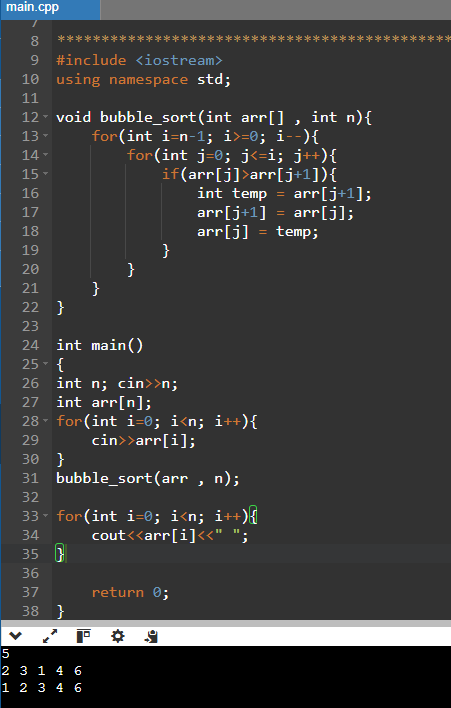 main.cpp
7
8 **********************************************
9 #include <iostream>
10 using namespace std;
11
12 void bubble_sort(int arr[] , int n){
13     for(int i=n-1; i>=0; i--){
14         for(int j=0; j<=i; j++){
15             if(arr[j]>arr[j+1]){
16                 int temp = arr[j+1];
17                 arr[j+1] = arr[j];
18                 arr[j] = temp;
19             }
20         }
21     }
22 }
23
24 int main()
25 {
26 int n; cin>>n;
27 int arr[n];
28 for(int i=0; i<n; i++){
29     cin>>arr[i];
30 }
31 bubble_sort(arr , n);
32
33 for(int i=0; i<n; i++){
34     cout<<arr[i]<<" ";
35 }
36
37     return 0;
38 }
5
2 3 1 4 6
1 2 3 4 6